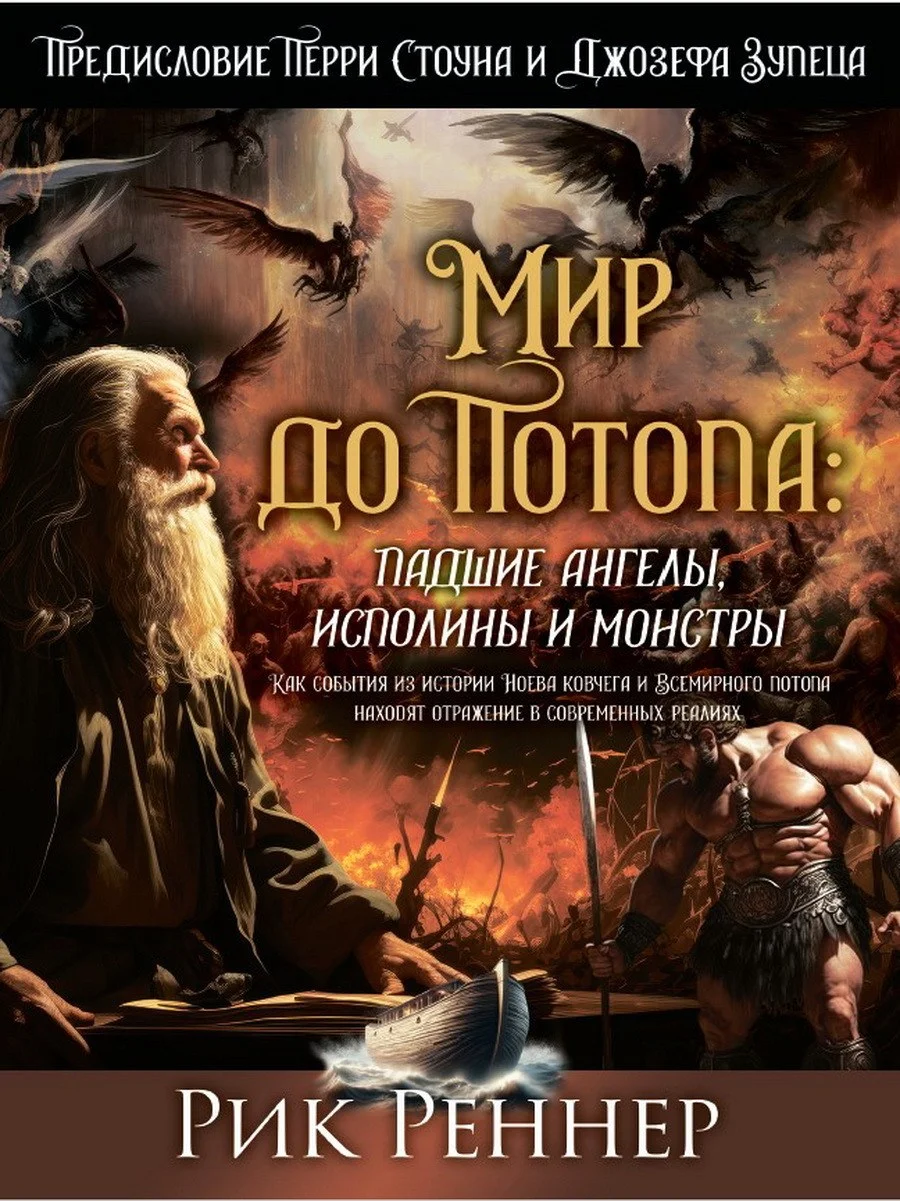 Предисловие Перри Стоуна и Джозефа Зупеца
Мир
до Потопа:
падшие ангелы,
исполины и монстры
Как события из истории Ноева ковчега и Всемирного потопа
находят отражение в современных реалиях
Рик Реннер